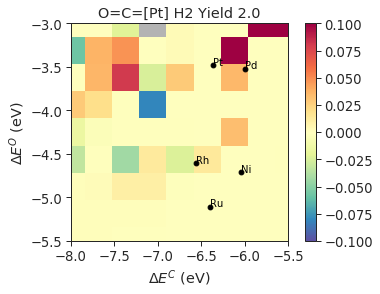 O=C=[Pt] H2 Yield 2.0
−3.0
−3.5
−4.0
−4.5
−5.0
−5.5
ΔE^O (eV)
Pt
Pd
Rh
Ni
Ru
−8.0 −7.5 −7.0 −6.5 −6.0 −5.5
ΔE^C (eV)
0.100
0.075
0.050
0.025
0.000
−0.025
−0.050
−0.075
−0.100